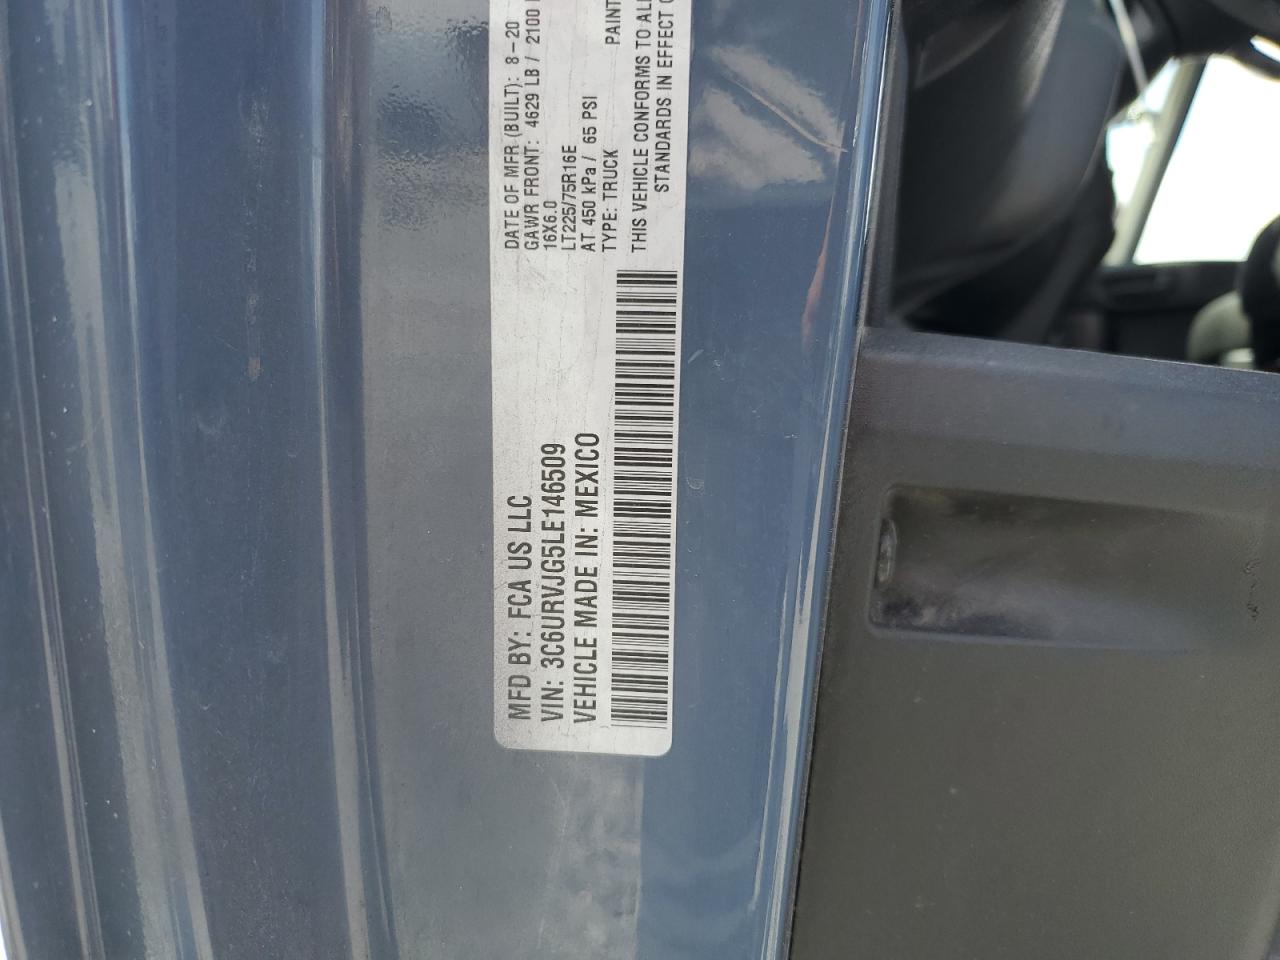 MFD BY: FCA US LLC
VIN: 3C6URVJG5LE146509
VEHICLE MADE IN: MEXICO
DATE OF MFR (BUILT): 8-20
GAWR FRONT: 4629 LB / 2100
16X6.0
LT225/75R16E
AT 450 kPa / 65 PSI
TYPE: TRUCK PAINT
THIS VEHICLE CONFORMS TO
STANDARDS IN EFFECT